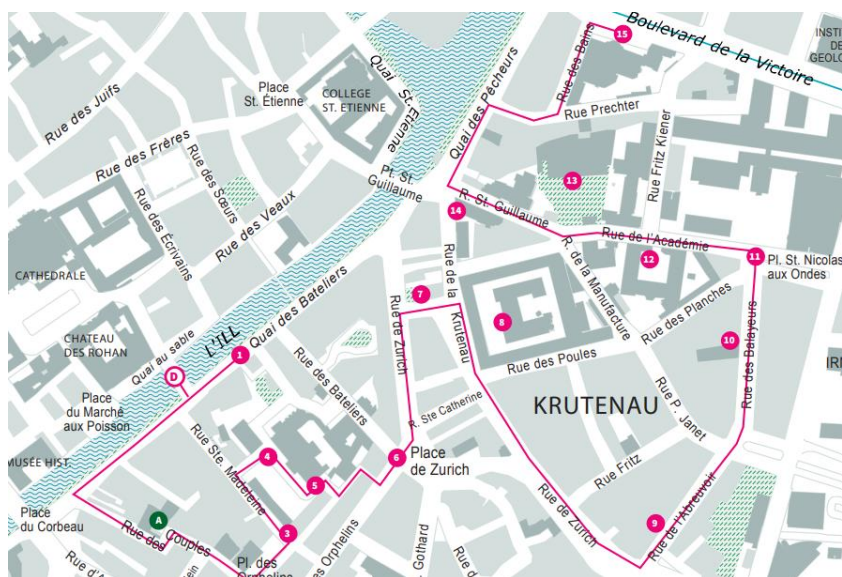 Boulevard de la Victoire
15
INSTI
DE
GEOLO
Rue des Bains
Quai des Pêcheurs
Quai St. Etienne
Place
St. Étienne
COLLEGE
ST. ETIENNE
Rue des Juifs
Rue Prechter
Rue des Frères
Rue Fritz Kiener
Rue des Sœurs
Pt. St.
Guillaume
13
R. St. Guillaume
14
Rue des Écrivains
Rue des Veaux
Rue de l'Académie
12
11
Pl. St. Nicolas
aux Ondes
CATHEDRALE
R. de la Manufacture
Rue de la
Krutenau
7
8
Rue des Planches
Quai des Bateliers
L'ILL
Rue de Zurich
CHATEAU
DES ROHAN
Quai au sable
1
10
Rue des Balayeurs
Rue des Poules
IRM
D
Place
du Marché
aux Poisson
Rue des Bateliers
R. Ste Catherine
KRUTENAU
Rue P. Janet
Rue Ste. Madeleine
MUSÉE HIST.
4
6
Place
de Zurich
5
Rue Fritz
Place
du Corbeau
A
Rue des Couples
3
Rue de Zurich
9
Rue de l'Abreuvoir
Pl. des
Orphelins
Rue des Orphelins
Gothard
Rue d'A
Rue d